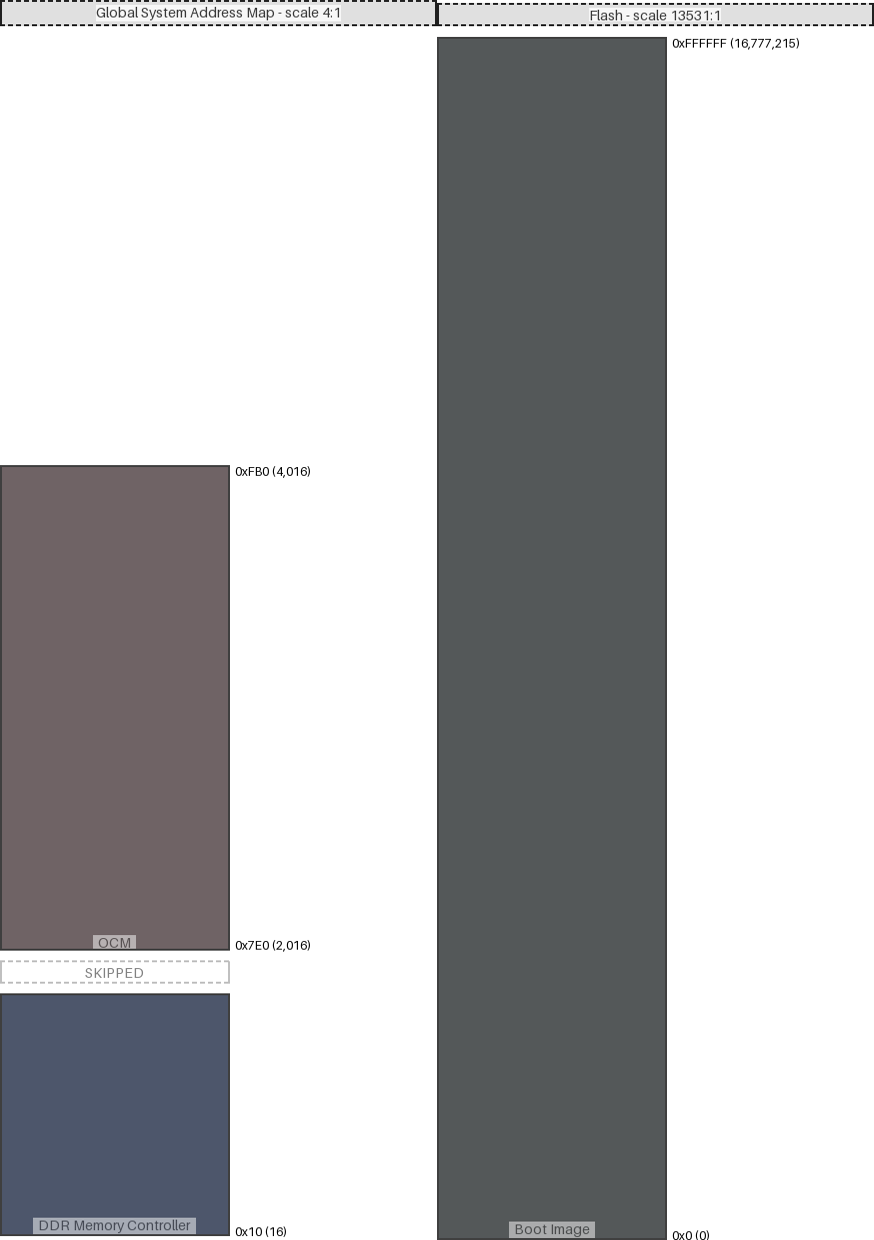 Global System Address Map - scale 4:1
Flash - scale 13531:1
0xFFFFFF (16,777,215)
0xFB0 (4,016)
OCM
0x7E0 (2,016)
SKIPPED
DDR Memory Controller
0x10 (16)
Boot Image
0x0 (0)